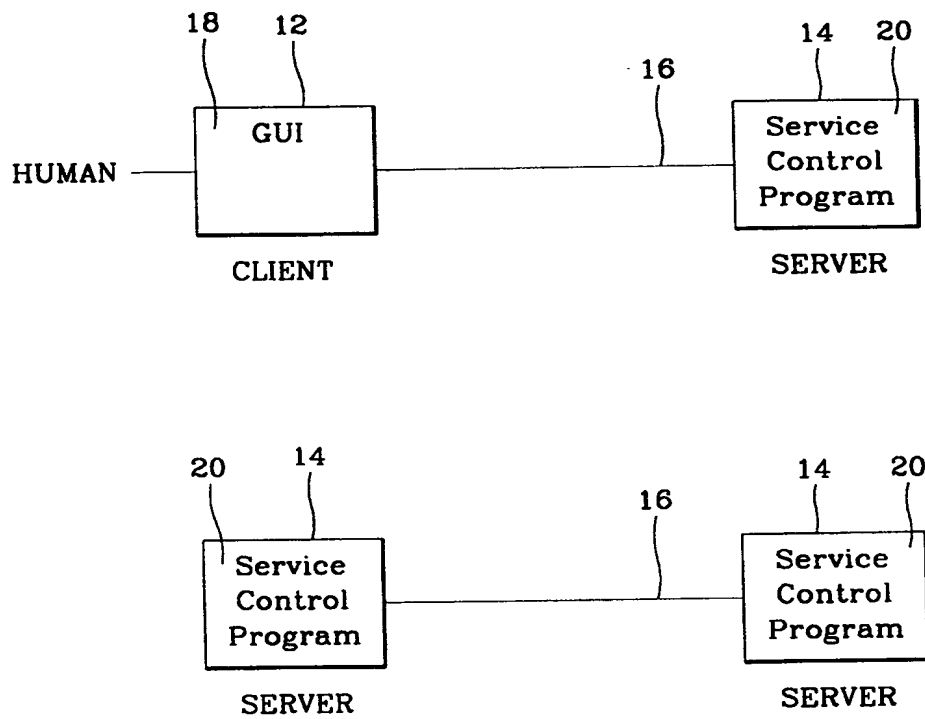 18 12 14 20
16
GUI
Service
Control
Program
HUMAN
CLIENT
SERVER
20 14 14 20
16
Service
Control
Program
Service
Control
Program
SERVER
SERVER